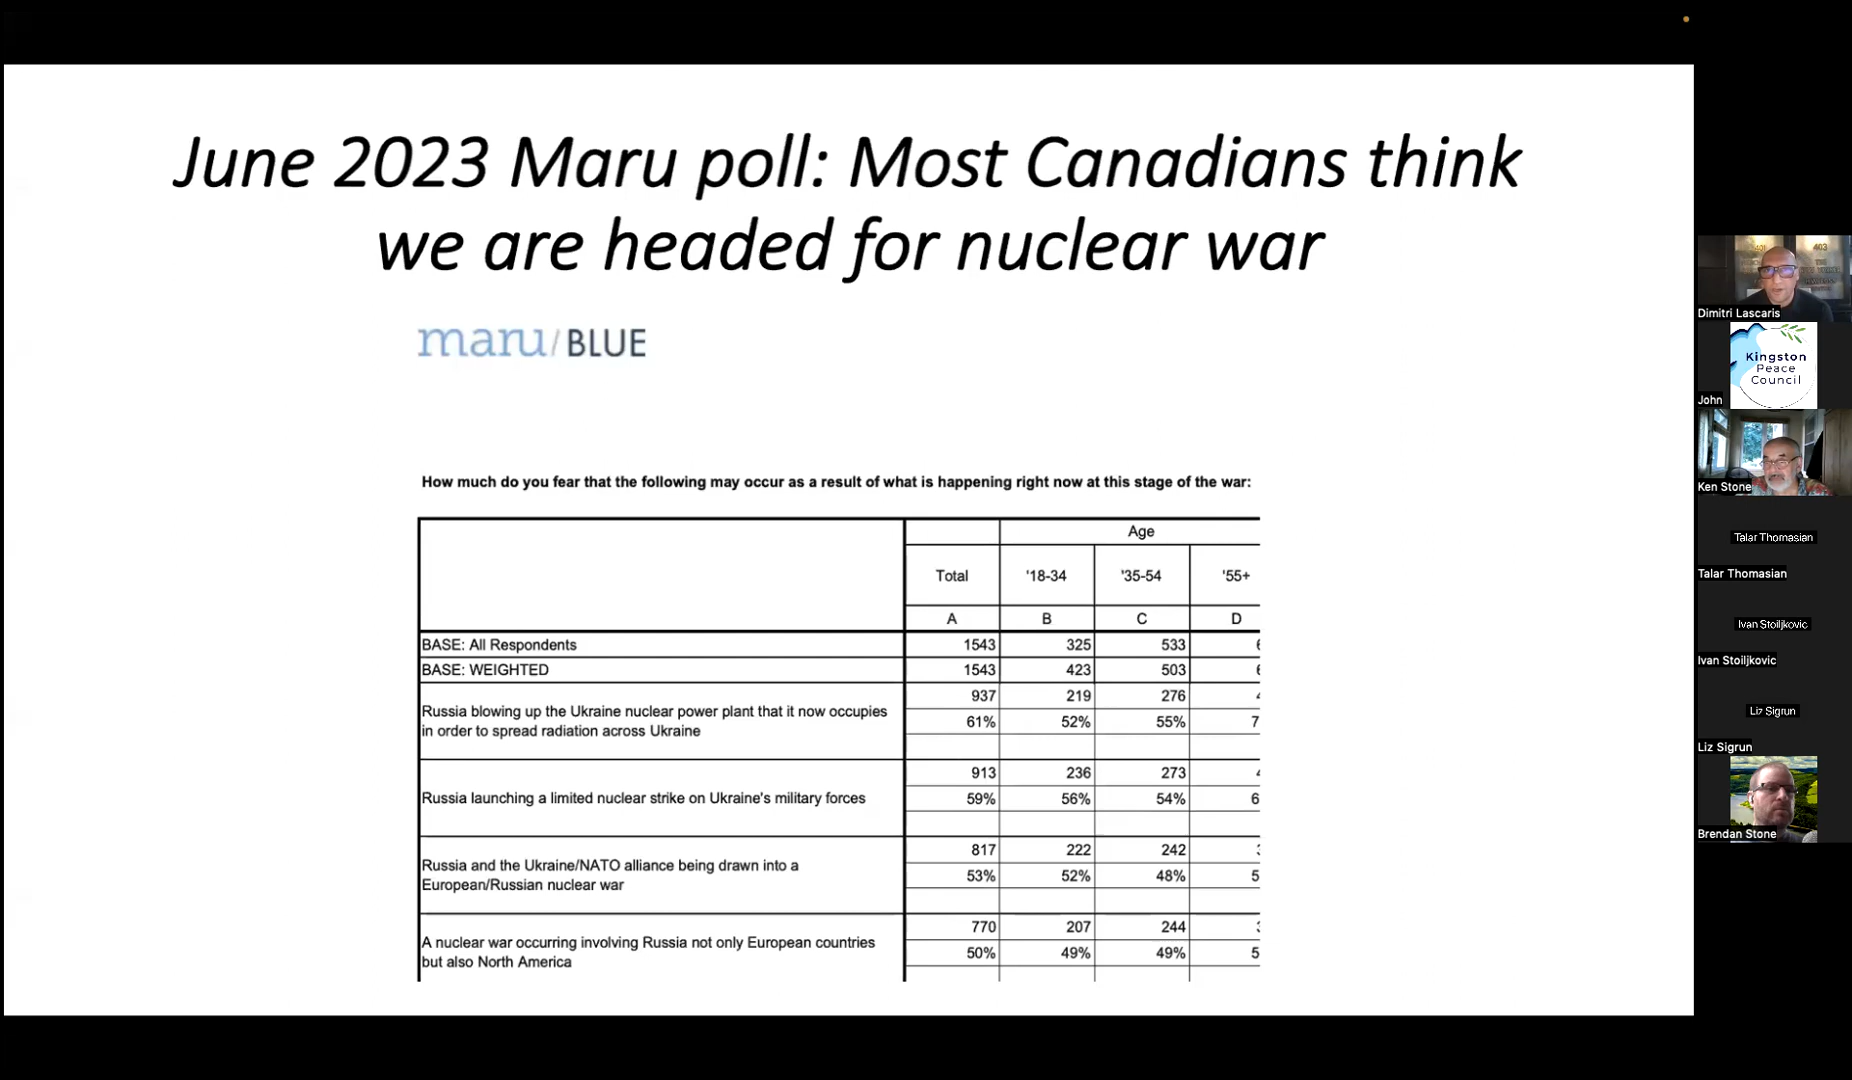 June 2023 Maru poll: Most Canadians think
we are headed for nuclear war
maru/BLUE
How much do you fear that the following may occur as a result of what is happening right now at this stage of the war:
Age
Total '18-34 '35-54 '55+
A B C D
BASE: All Respondents 1543 325 533
BASE: WEIGHTED 1543 423 503
937 219 276
Russia blowing up the Ukraine nuclear power plant that it now occupies
in order to spread radiation across Ukraine
61% 52% 55% 7
913 236 273
Russia launching a limited nuclear strike on Ukraine's military forces
59% 56% 54% 6
817 222 242
Russia and the Ukraine/NATO alliance being drawn into a
European/Russian nuclear war
53% 52% 48% 5
770 207 244
A nuclear war occurring involving Russia not only European countries
but also North America
50% 49% 49% 5
403
Dimitri Lascaris
Kingston
Peace
Council
John
Ken Stone
Talar Thomasian
Talar Thomasian
Ivan Stoiljkovic
Ivan Stoiljkovic
Liz Sigrun
Liz Sigrun
Brendan Stone